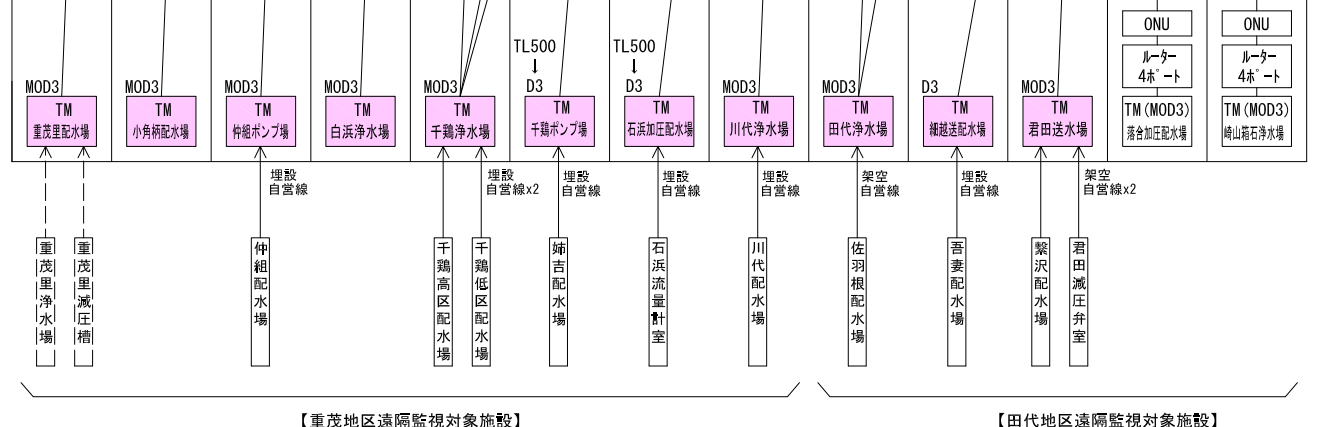 ONU
ONU
ルーター
4ポート
ルーター
4ポート
TL500
↓
D3
TL500
↓
D3
MOD3
TM
重茂里配水場
TM
小角柄配水場
MOD3
TM
仲組ポンプ場
TM
白浜浄水場
MOD3
TM
千鶏浄水場
TM
千鶏ポンプ場
TM
石浜加圧配水場
MOD3
TM
川代浄水場
MOD3
TM
田代浄水場
D3
TM
細越送配水場
MOD3
TM
君田送水場
TM(MOD3)
落合加圧配水場
TM(MOD3)
崎山箱石浄水場
埋設
自営線
埋設
自営線x2
埋設
自営線
埋設
自営線
埋設
自営線
架空
自営線
埋設
自営線
架空
自営線x2
重茂里浄水場
重茂里減圧槽
仲組配水場
千鶏高区配水場
千鶏低区配水場
姉吉配水場
石浜流量計室
川代配水場
佐羽根配水場
吾妻配水場
繋沢配水場
君田減圧弁室
【重茂地区遠隔監視対象施設】
【田代地区遠隔監視対象施設】